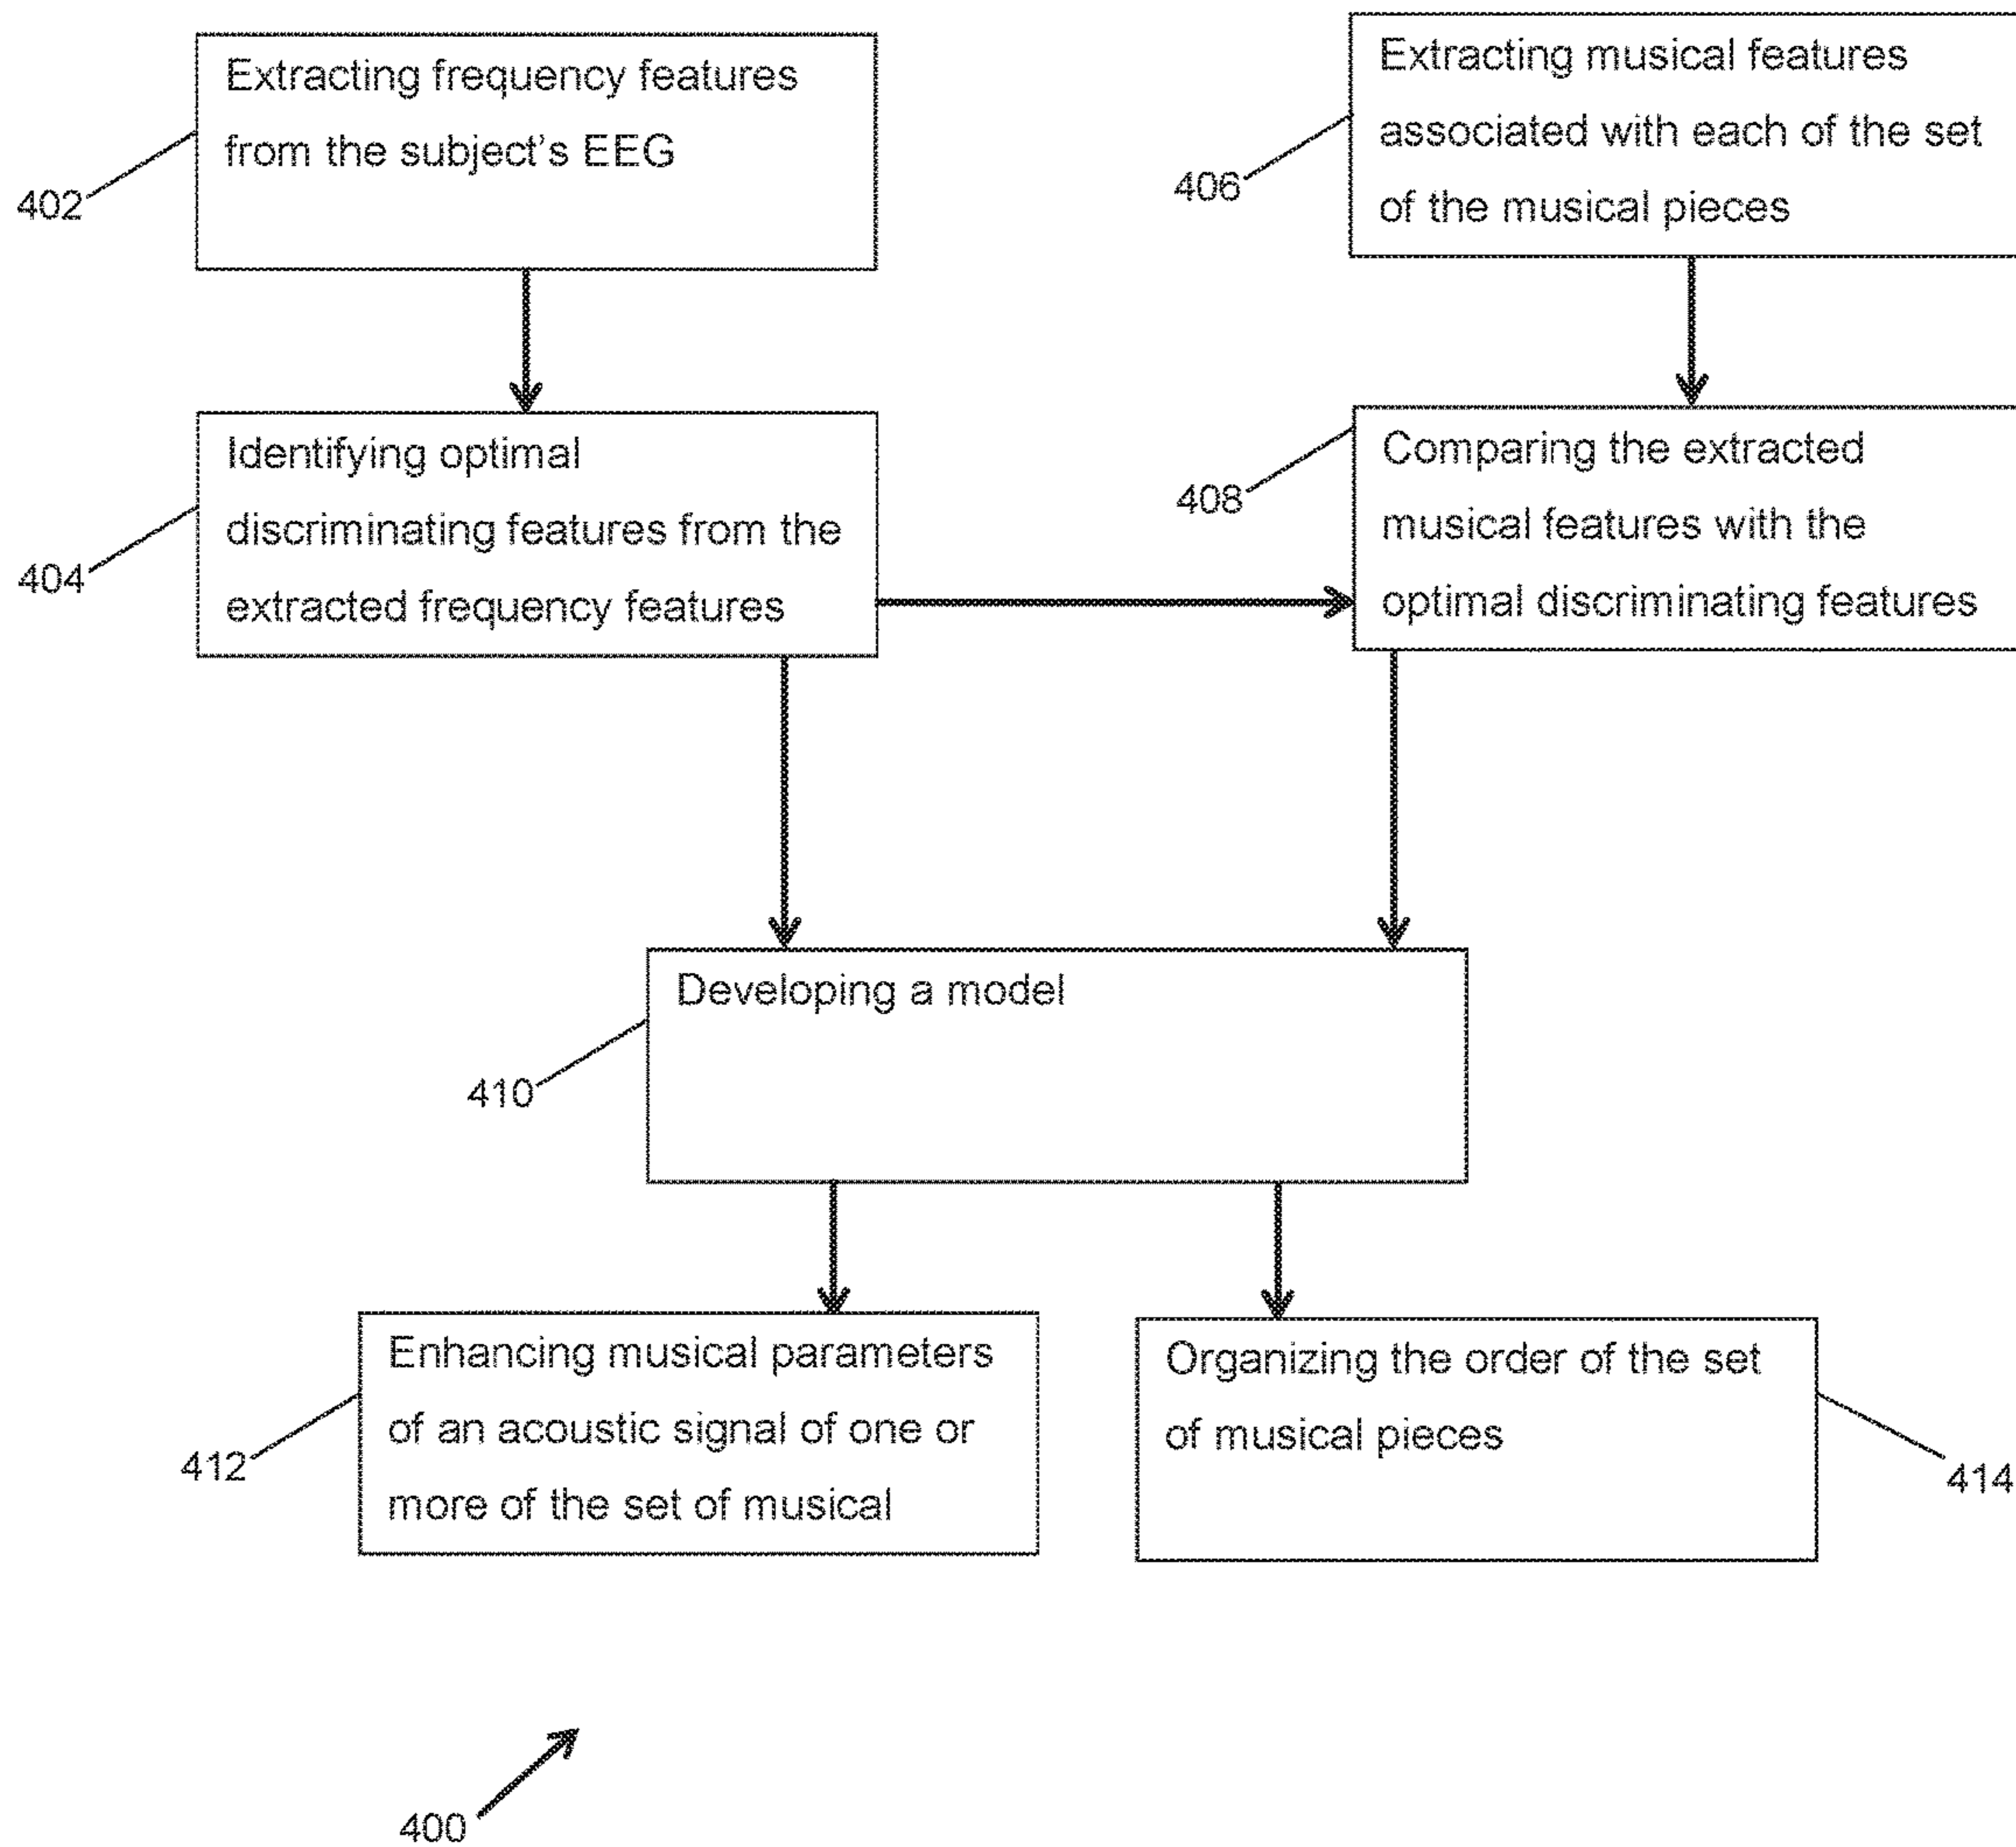 Extracting frequency features
from the subject's EEG
402
Extracting musical features
associated with each of the set
of the musical pieces
406
Identifying optimal
discriminating features from the
extracted frequency features
404
Comparing the extracted
musical features with the
optimal discriminating features
408
Developing a model
410
Enhancing musical parameters
of an acoustic signal of one or
more of the set of musical
412
Organizing the order of the set
of musical pieces
414
400